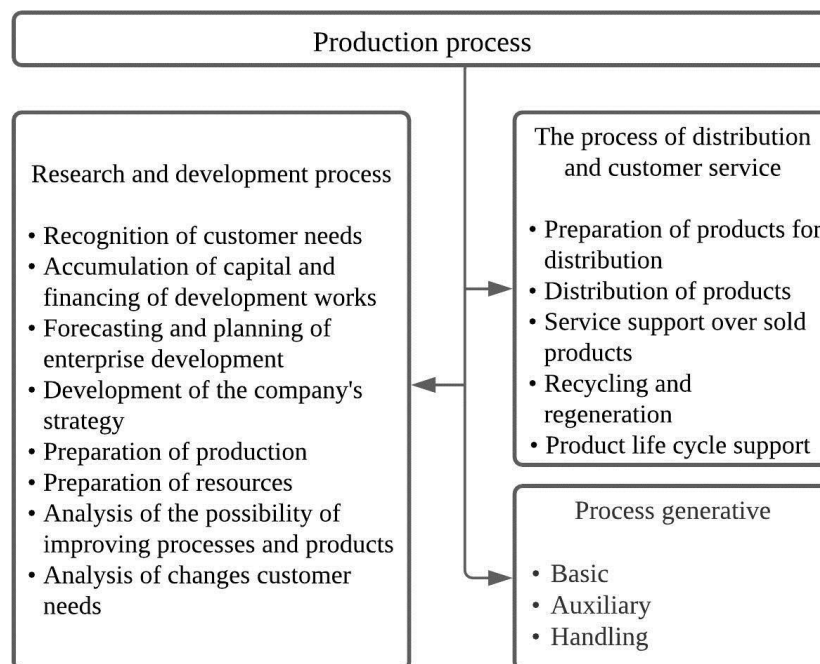 Production process
Research and development process
• Recognition of customer needs
• Accumulation of capital and
financing of development works
• Forecasting and planning of
enterprise development
• Development of the company's
strategy
• Preparation of production
• Preparation of resources
• Analysis of the possibility of
improving processes and products
• Analysis of changes customer
needs
The process of distribution
and customer service
• Preparation of products for
distribution
• Distribution of products
• Service support over sold
products
• Recycling and
regeneration
• Product life cycle support
Process generative
• Basic
• Auxiliary
• Handling